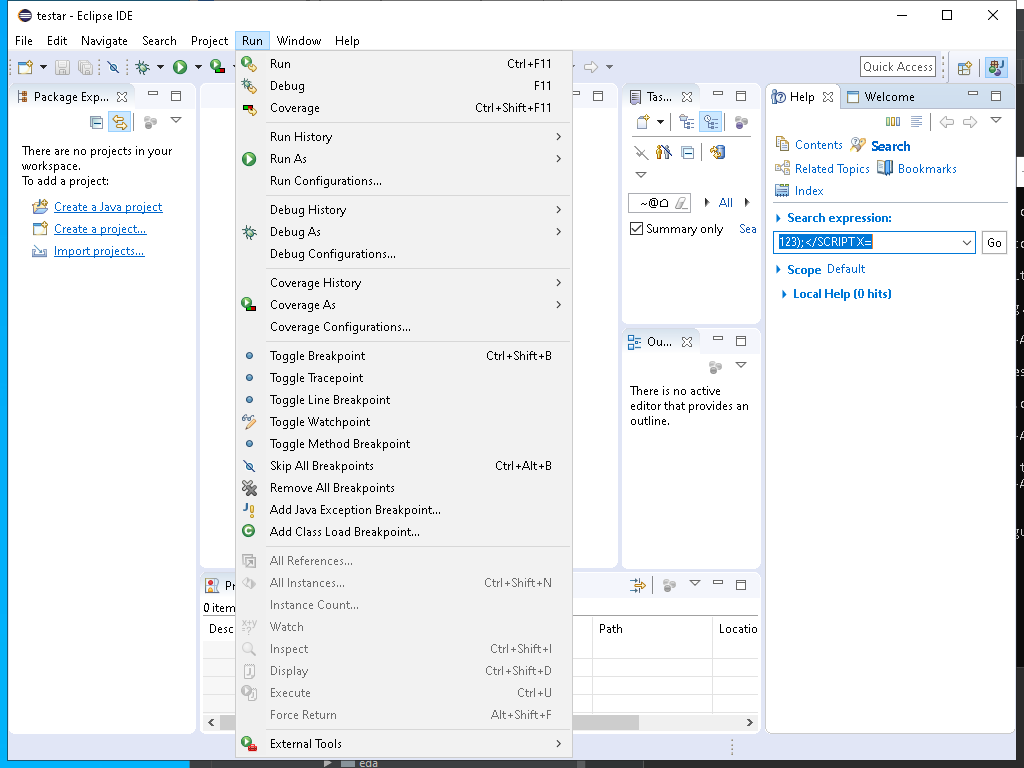 testar - Eclipse IDE
File Edit Navigate Search Project Run Window Help
Quick Access
Package Exp...
There are no projects in your
workspace.
To add a project:
Create a Java project
Create a project...
Import projects...
Run Ctrl+F11
Debug F11
Coverage Ctrl+Shift+F11
Run History
Run As
Run Configurations...
Debug History
Debug As
Debug Configurations...
Coverage History
Coverage As
Coverage Configurations...
Toggle Breakpoint Ctrl+Shift+B
Toggle Tracepoint
Toggle Line Breakpoint
Toggle Watchpoint
Toggle Method Breakpoint
Skip All Breakpoints Ctrl+Alt+B
Remove All Breakpoints
Add Java Exception Breakpoint...
Add Class Load Breakpoint...
All References...
All Instances... Ctrl+Shift+N
Instance Count...
Watch
Inspect Ctrl+Shift+I
Display Ctrl+Shift+D
Execute Ctrl+U
Force Return Alt+Shift+F
External Tools
Tas...
All
Summary only Sea
Ou...
There is no active
editor that provides an
outline.
Help Welcome
Contents Search
Related Topics Bookmarks
Index
Search expression:
123);</SCRIPT X= Go
Scope Default
Local Help (0 hits)
Pr
0 item
Desc Path Locatio
eda